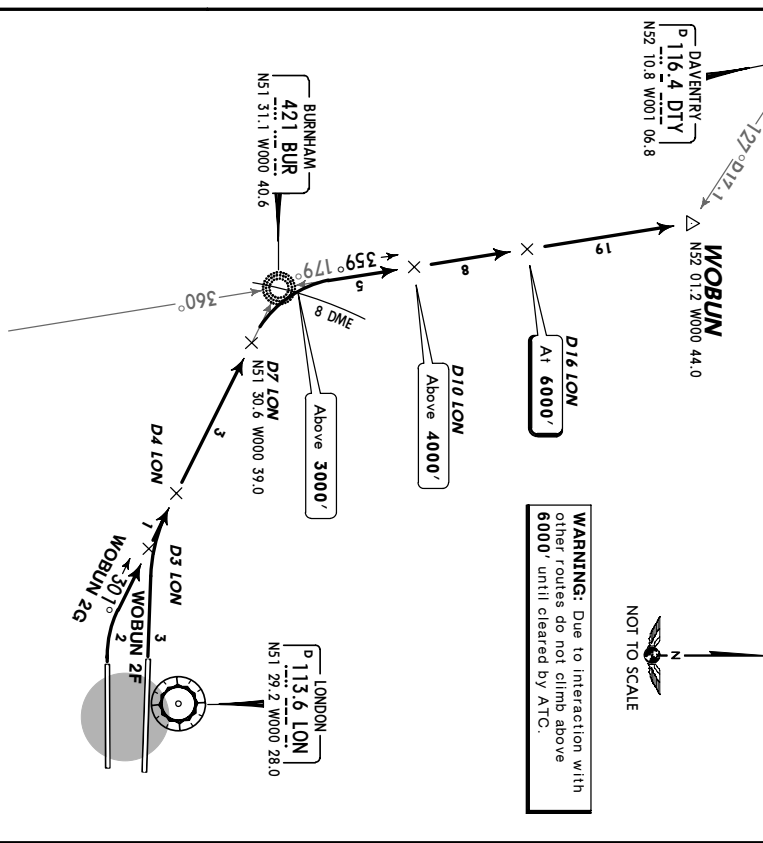 DAVENTRY
D 116.4 DTY
N52 10.8 W001 06.8
127°
D17.1
WOBUN
N52 01.2 W000 44.0
19
D16 LON
At 6000'
8
D10 LON
Above 4000'
5
359°
179°
BURNHAM
421 BUR
N51 31.1 W000 40.6
360°
8 DME
Above 3000'
D7 LON
N51 30.6 W000 39.0
3
D4 LON
1
D3 LON
301°
WOBUN 2G
2
WOBUN 2F
3
LONDON
D 113.6 LON
N51 29.2 W000 28.0
WARNING: Due to interaction with
other routes do not climb above
6000' until cleared by ATC.
N
NOT TO SCALE